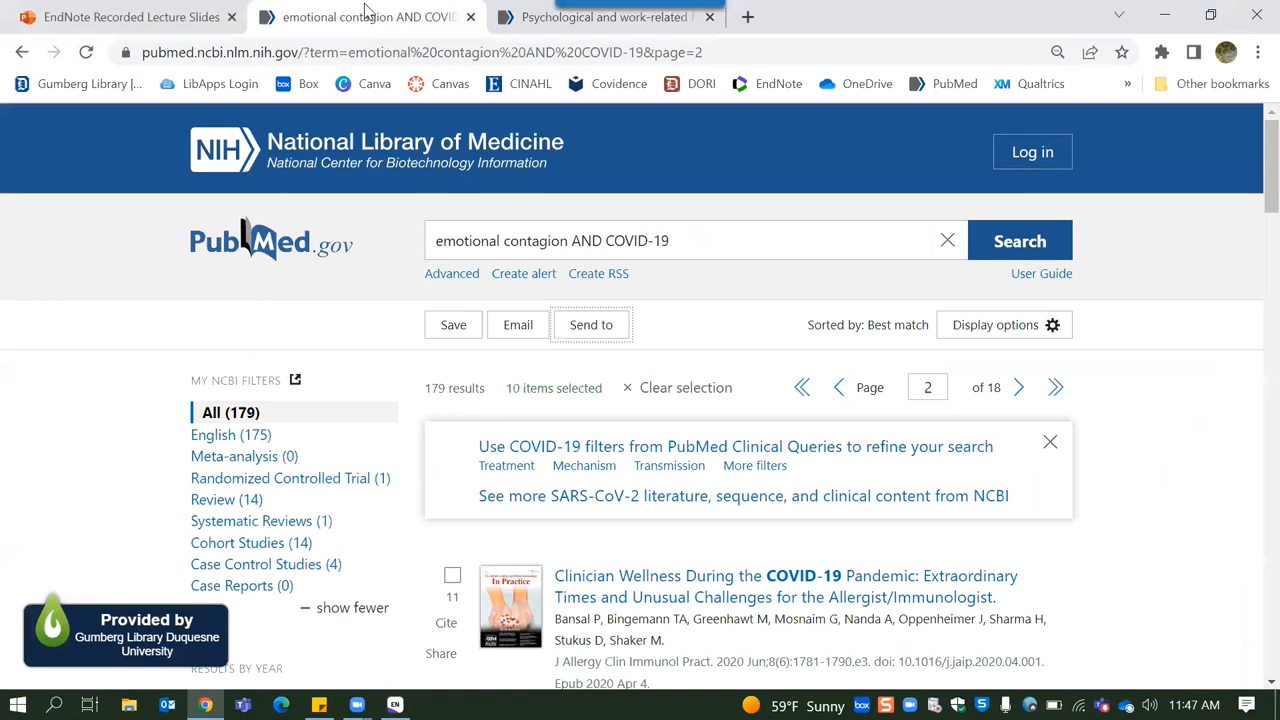 EndNote Recorded Lecture Slides
emotional contagion AND COVID
Psychological and work-related
pubmed.ncbi.nlm.nih.gov/?term=emotional%20contagion%20AND%20COVID-19&page=2
Gumberg Library |... LibApps Login Box Canva Canvas CINAHL Covidence DORI EndNote OneDrive PubMed Qualtrics » Other bookmarks
NIH National Library of Medicine
National Center for Biotechnology Information
Log in
PubMed.gov
emotional contagion AND COVID-19
Search
Advanced Create alert Create RSS User Guide
Save Email Send to Sorted by: Best match Display options
MY NCBI FILTERS
179 results 10 items selected × Clear selection Page 2 of 18
All (179)
English (175)
Meta-analysis (0)
Randomized Controlled Trial (1)
Review (14)
Systematic Reviews (1)
Cohort Studies (14)
Case Control Studies (4)
Case Reports (0)
— show fewer
Use COVID-19 filters from PubMed Clinical Queries to refine your search
Treatment Mechanism Transmission More filters
See more SARS-CoV-2 literature, sequence, and clinical content from NCBI
11
Cite
Share
In Practice
Clinician Wellness During the COVID-19 Pandemic: Extraordinary
Times and Unusual Challenges for the Allergist/Immunologist.
Bansal P, Bingemann TA, Greenhawt M, Mosnaim G, Nanda A, Oppenheimer J, Sharma H,
Stukus D, Shaker M.
J Allergy Clin Immunol Pract. 2020 Jun;8(6):1781-1790.e3. doi: 10.1016/j.jaip.2020.04.001.
Epub 2020 Apr 4.
Provided by
Gumberg Library Duquesne
University
RESULTS BY YEAR
59°F Sunny
11:47 AM